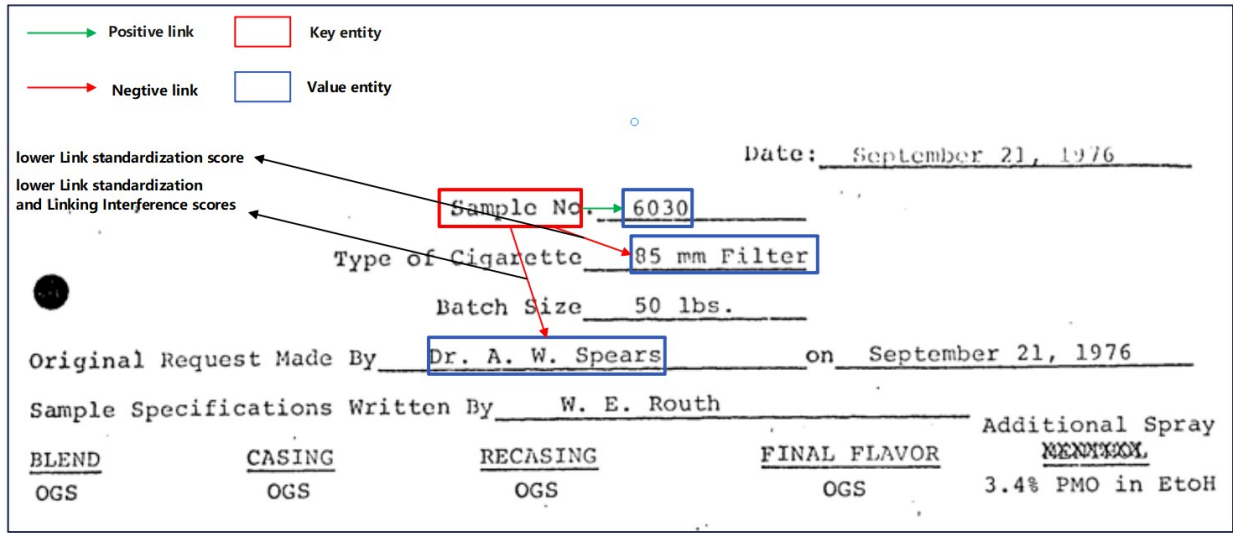 Positive link Key entity
Negtive link Value entity
lower Link standardization score
lower Link standardization
and Linking Interference scores
Date: September 21, 1976
Sample No. 6030
Type of Cigarette 85 mm Filter
Batch Size 50 lbs.
Original Request Made By Dr. A. W. Spears on September 21, 1976
Sample Specifications Written By W. E. Routh
Additional Spray
BLEND CASING RECASING FINAL FLAVOR
OGS OGS OGS OGS 3.4% PMO in EtoH